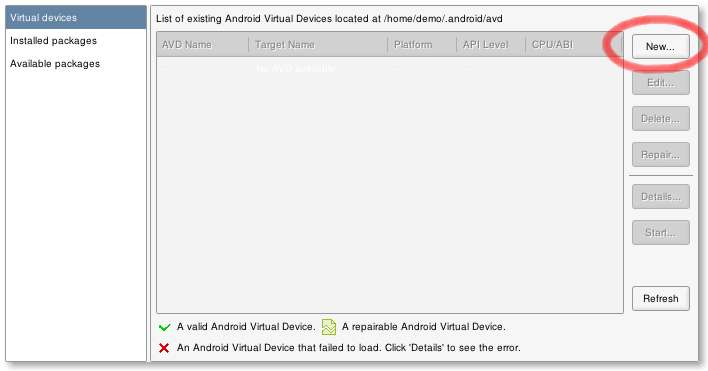 Virtual devices
Installed packages
Available packages
List of existing Android Virtual Devices located at /home/demo/.android/avd
AVD Name Target Name Platform API Level CPU/ABI
No AVD available
New...
Edit...
Delete...
Repair...
Details...
Start...
Refresh
A valid Android Virtual Device. A repairable Android Virtual Device.
An Android Virtual Device that failed to load. Click 'Details' to see the error.